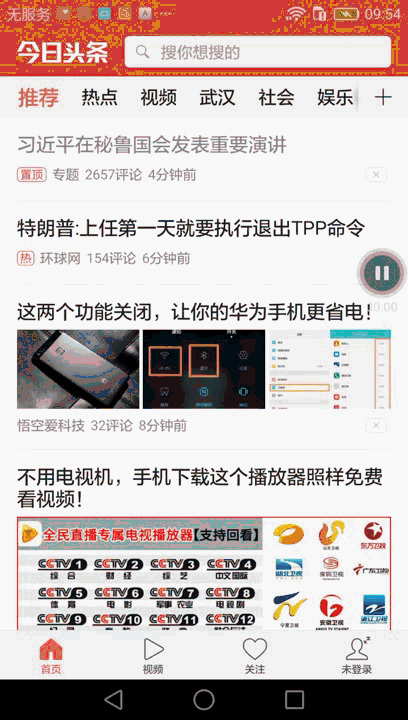 无服务 09:54
今日头条 搜你想搜的
推荐 热点 视频 武汉 社会 娱乐
习近平在秘鲁国会发表重要演讲
置顶 专题 2657评论 4分钟前
特朗普:上任第一天就要执行退出TPP命令
热 环球网 154评论 6分钟前
00:00
这两个功能关闭，让你的华为手机更省电！
悟空爱科技 32评论 8分钟前
不用电视机，手机下载这个播放器照样免费
看视频！
全民直播专属电视播放器【支持回看】
CCTV1 CCTV2 CCTV3 CCTV4
综合 财经 综艺 中文国际
CCTV5 CCTV6 CCTV7 CCTV8
体育 电影 军事 农业 电视剧
CCTV9 CCTV10 CCTV11 CCTV12
东方卫视
湖北卫视 深圳卫视 广东卫视
宁夏卫视 安徽卫视 浙江卫视
首页 视频 关注 未登录